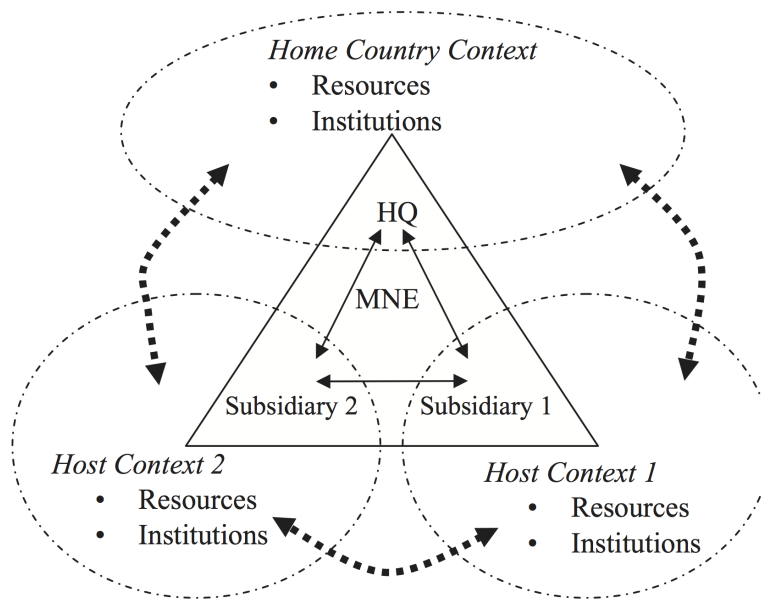 Home Country Context
• Resources
• Institutions
HQ
MNE
Subsidiary 2
Subsidiary 1
Host Context 2
• Resources
• Institutions
Host Context 1
• Resources
• Institutions